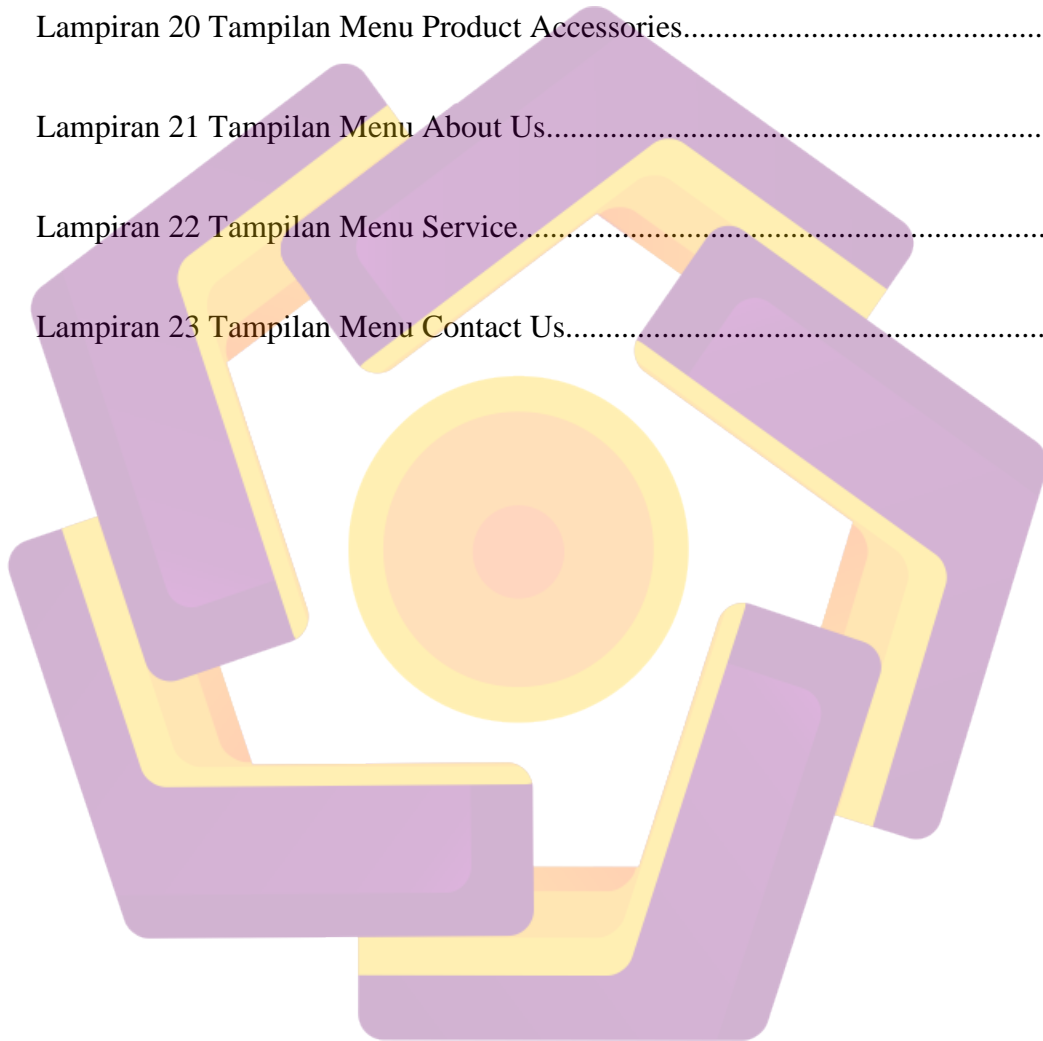 Lampiran 20 Tampilan Menu Product Accessories............................................
Lampiran 21 Tampilan Menu About Us.............................................................
Lampiran 22 Tampilan Menu Service................................................................
Lampiran 23 Tampilan Menu Contact Us...........................................................